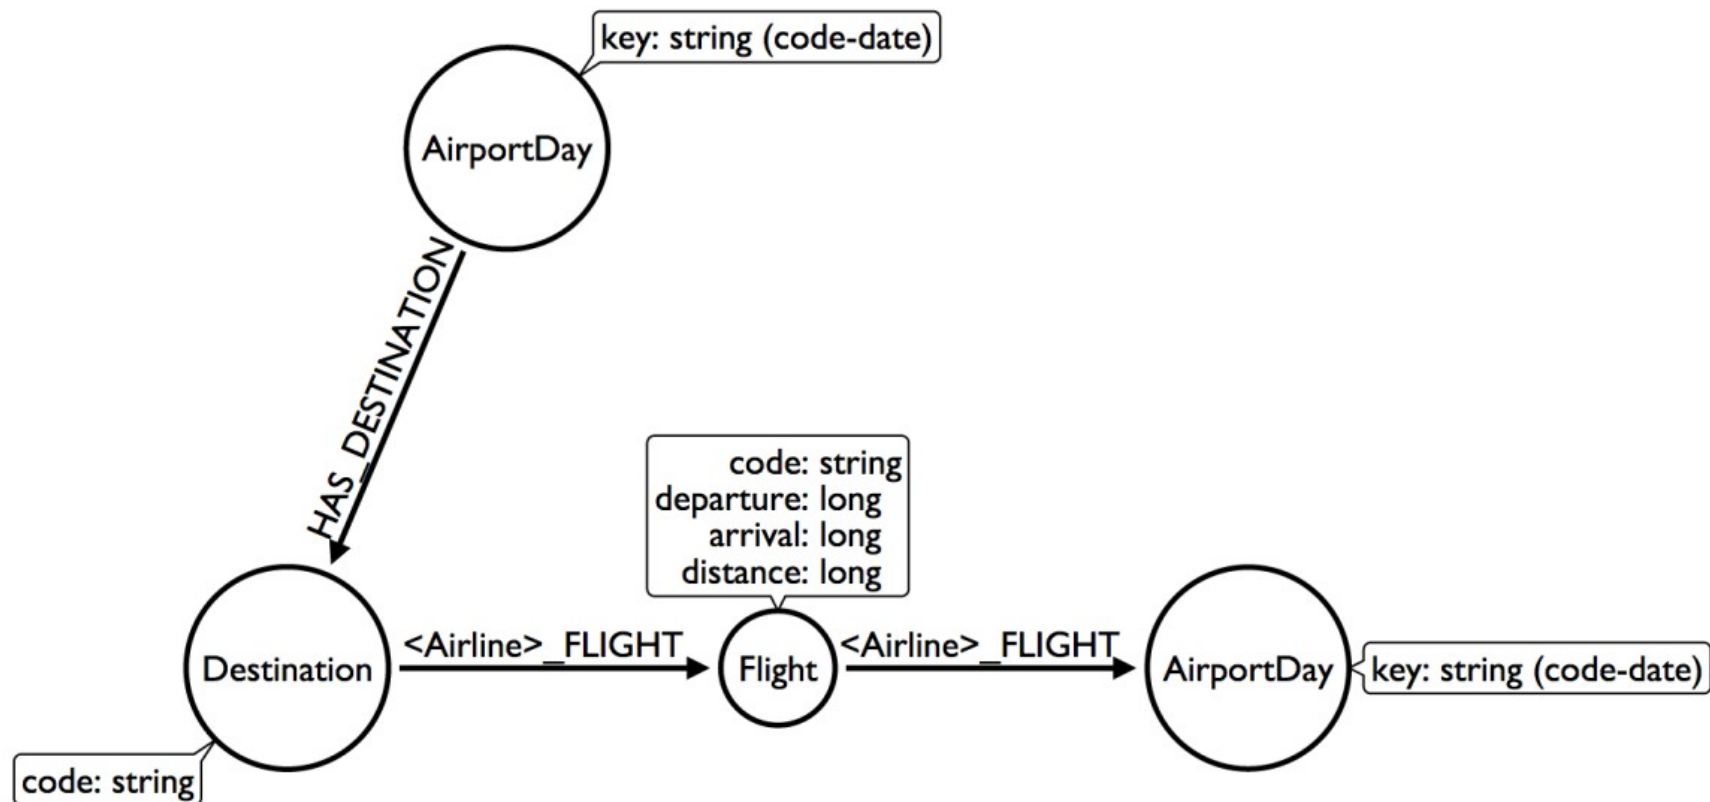 key: string (code-date)
AirportDay
HAS_DESTINATION
code: string
departure: long
arrival: long
distance: long
<Airline>_FLIGHT
<Airline>_FLIGHT
Destination
Flight
AirportDay
key: string (code-date)
code: string